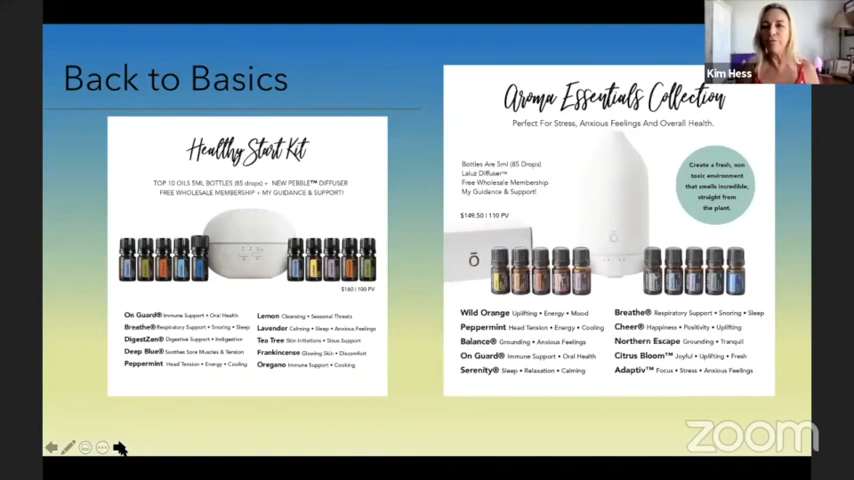 Back to Basics
Healthy Start Kit
TOP 10 OILS 5ML BOTTLES (85 drops) + NEW PEBBLE™ DIFFUSER
FREE WHOLESALE MEMBERSHIP + MY GUIDANCE & SUPPORT!
$160 | 100 PV
On Guard® Immune Support • Oral Health
Breathe® Respiratory Support • Snoring • Sleep
DigestZen® Digestive Support • Indigestion
Deep Blue® Soothes Sore Muscles & Tension
Peppermint Head Tension • Energy • Cooling
Lemon Cleansing • Seasonal Threats
Lavender Calming • Sleep • Anxious Feelings
Tea Tree Skin Irritations • Sinus Support
Frankincense Glowing Skin • Discomfort
Oregano Immune Support • Cooking
Aroma Essentials Collection
Perfect For Stress, Anxious Feelings And Overall Health.
Bottles Are 5ml (85 Drops)
Laluz Diffuser™
Free Wholesale Membership
My Guidance & Support!
$149.50 | 110 PV
Create a fresh, non
toxic environment
that smells incredible,
straight from
the plant.
Wild Orange Uplifting • Energy • Mood
Peppermint Head Tension • Energy • Cooling
Balance® Grounding • Anxious Feelings
On Guard® Immune Support • Oral Health
Serenity® Sleep • Relaxation • Calming
Breathe® Respiratory Support • Snoring • Sleep
Cheer® Happiness • Positivity • Uplifting
Northern Escape Grounding • Tranquil
Citrus Bloom™ Joyful • Uplifting • Fresh
Adaptiv™ Focus • Stress • Anxious Feelings
Kim Hess
zoom